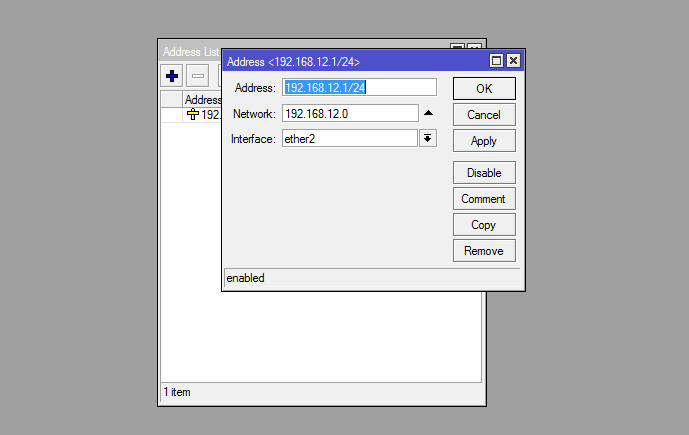 Address List
Address <192.168.12.1/24>
Address
192.
Address: 192.168.12.1/24
Network: 192.168.12.0
Interface: ether2
OK
Cancel
Apply
Disable
Comment
Copy
Remove
enabled
1 item